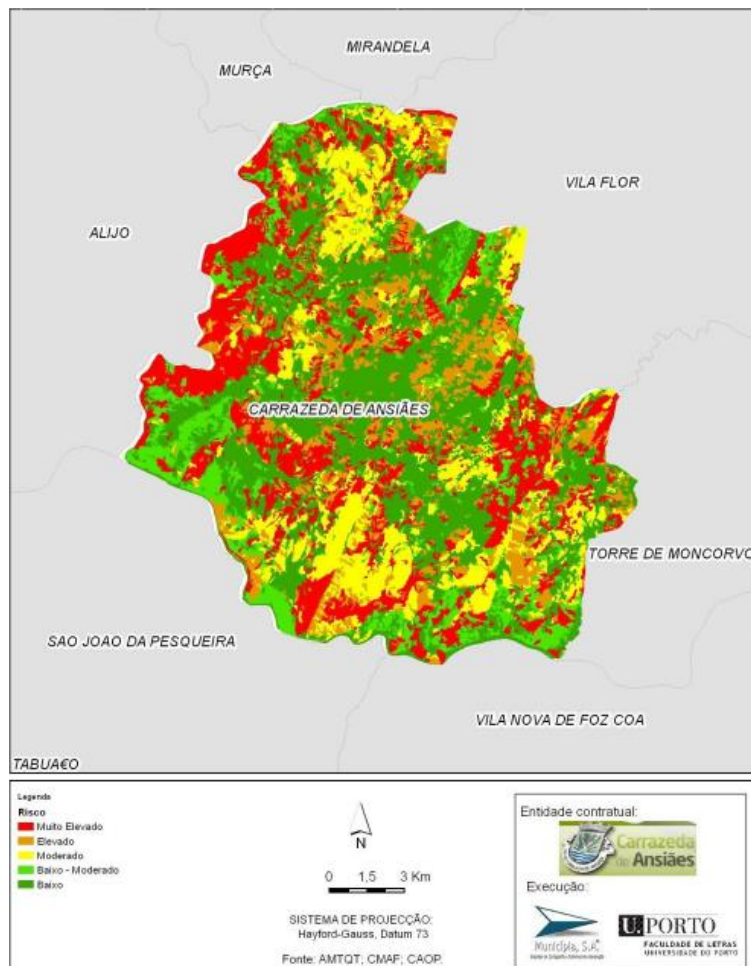 MIRANDELA
MURÇA
VILA FLOR
ALIJO
CARRAZEDA DE ANSIÃES
TORRE DE MONCORVO
SAO JOAO DA PESQUEIRA
VILA NOVA DE FOZ COA
TABUA€O
Legenda
Risco
Muito Elevado
Elevado
Moderado
Baixo - Moderado
Baixo
N
0 1,5 3 Km
SISTEMA DE PROJECÇÃO:
Hayford-Gauss, Datum 73
Fonte: AMTQT; CMAF; CAOP.
Entidade contratual:
Carrazeda
de Ansiães
Execução:
Município, S.A.
U. PORTO
FACULDADE DE LETRAS
UNIVERSIDADE DO PORTO